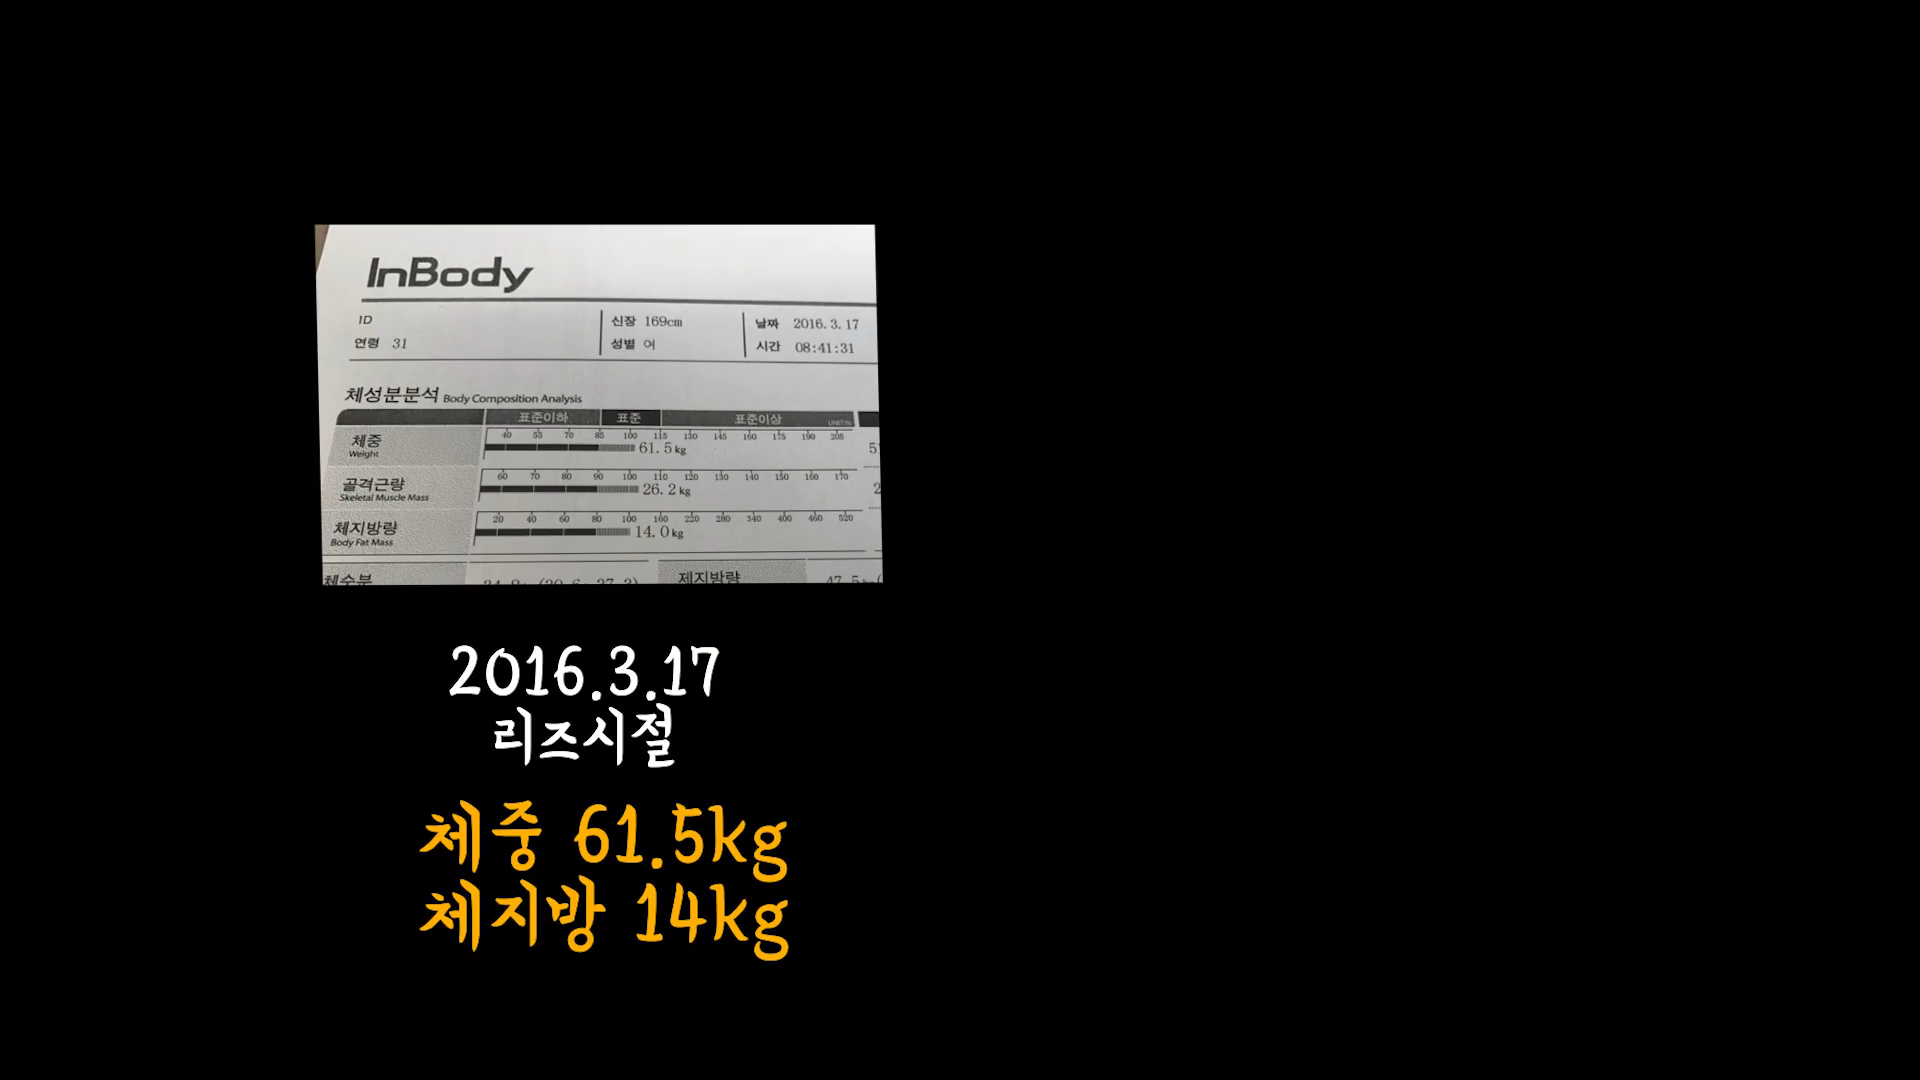 InBody
ID
연령 31
신장 169cm
성별 여
날짜 2016.3.17
시간 08:41:31
체성분분석 Body Composition Analysis
표준이하 표준 표준이상 UNIT:%
체중
Weight
40 55 70 85 100 115 130 145 160 175 190 205
61.5 kg
골격근량
Skeletal Muscle Mass
60 70 80 90 100 110 120 130 140 150 160 170
26.2 kg
체지방량
Body Fat Mass
20 40 60 80 100 160 220 280 340 400 460 520
14.0 kg
체수분
제지방량
47.5
2016.3.17
리즈시절
체중 61.5kg
체지방 14kg